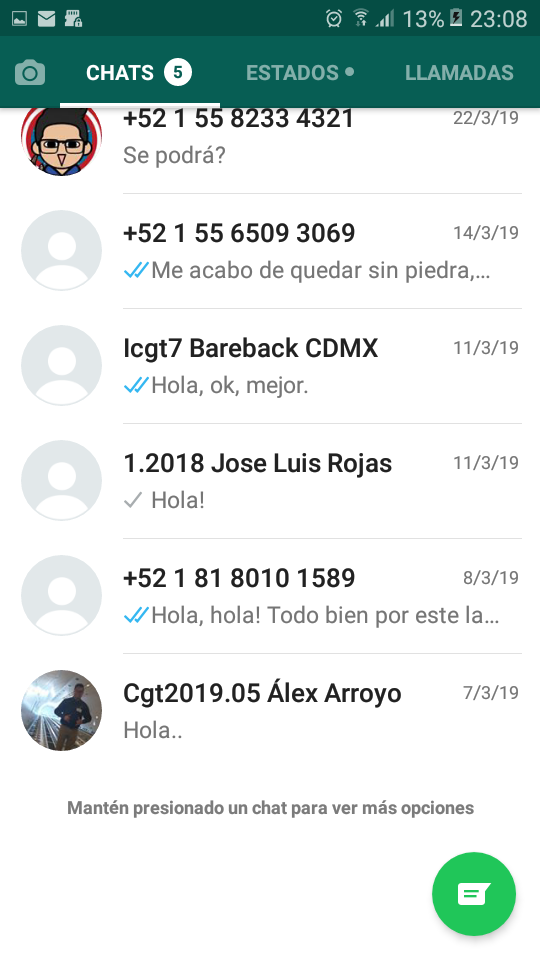 13% 23:08
CHATS 5 ESTADOS LLAMADAS
+52 1 55 8233 4321 22/3/19
Se podrá?
+52 1 55 6509 3069 14/3/19
Me acabo de quedar sin piedra,...
Icgt7 Bareback CDMX 11/3/19
Hola, ok, mejor.
1.2018 Jose Luis Rojas 11/3/19
Hola!
+52 1 81 8010 1589 8/3/19
Hola, hola! Todo bien por este la...
Cgt2019.05 Álex Arroyo 7/3/19
Hola..
Mantén presionado un chat para ver más opciones